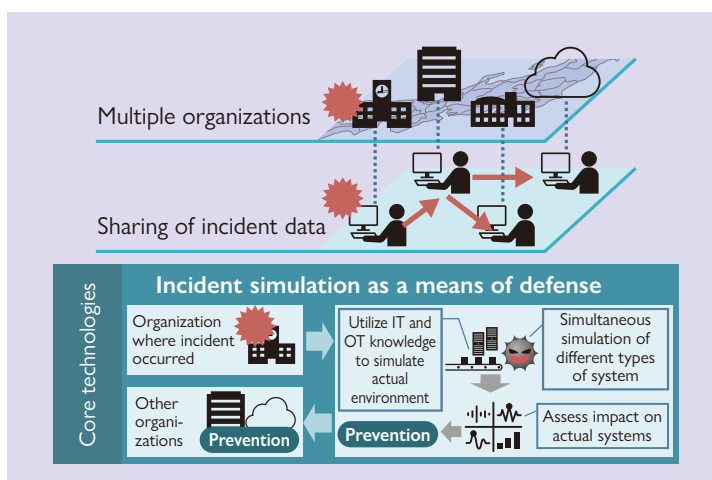 Multiple organizations
Sharing of incident data
Core technologies
Incident simulation as a means of defense
Organization
where incident
occurred
Utilize IT and
OT knowledge
to simulate
actual
environment
Simultaneous
simulation of
different types
of system
Assess impact on
actual systems
Prevention
Other
organi-
zations
Prevention